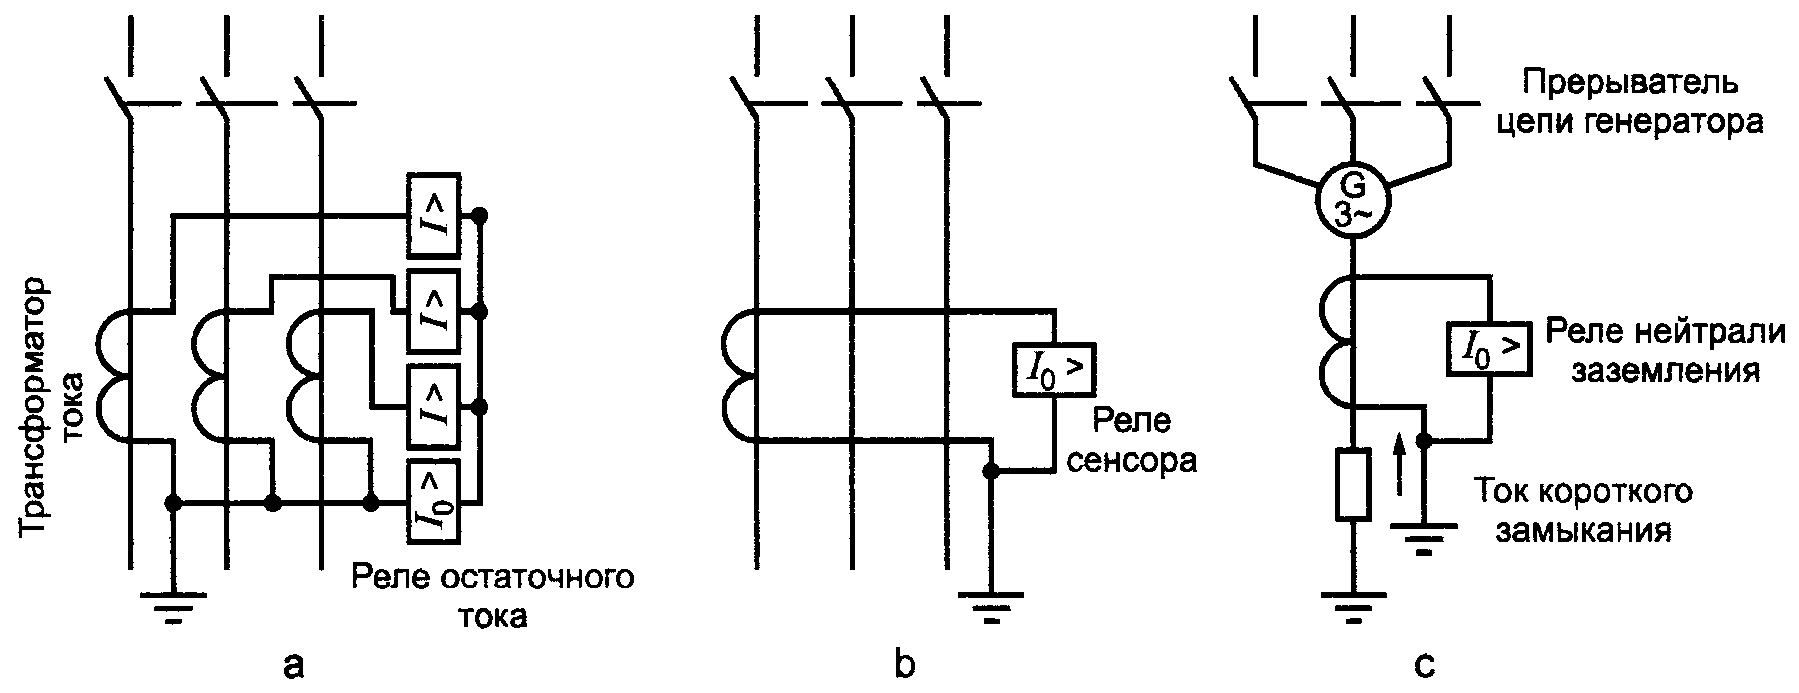 Трансформатор
тока
I >
I >
I >
I₀ >
Реле остаточного
тока
a
I₀ >
Реле
сенсора
b
Прерыватель
цепи генератора
G
3~
I₀ >
Реле нейтрали
заземления
Ток короткого
замыкания
c